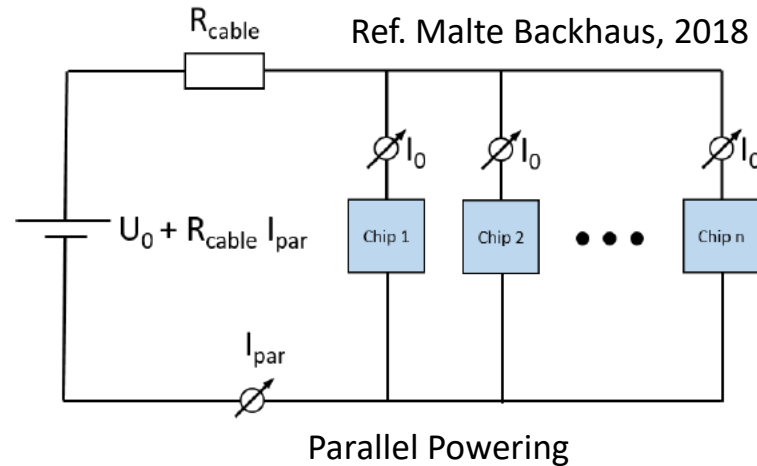 R_cable
Ref. Malte Backhaus, 2018
I_0 I_0 I_0
U_0 + R_cable I_par
Chip 1 Chip 2 Chip n
I_par
Parallel Powering